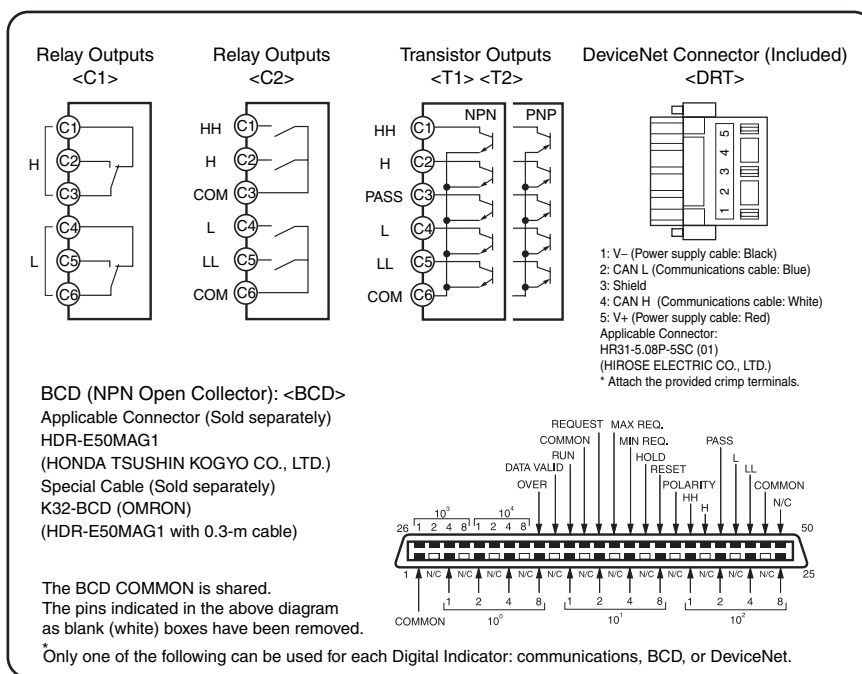 Relay Outputs
<C1>
C1
C2
C3
C4
C5
C6
H
L
Relay Outputs
<C2>
HH C1
H C2
COM C3
L C4
LL C5
COM C6
Transistor Outputs
<T1> <T2>
NPN PNP
HH C1
H C2
PASS C3
L C4
LL C5
COM C6
DeviceNet Connector (Included)
<DRT>
1 2 3 4 5
1: V– (Power supply cable: Black)
2: CAN L (Communications cable: Blue)
3: Shield
4: CAN H (Communications cable: White)
5: V+ (Power supply cable: Red)
Applicable Connector:
HR31-5.08P-5SC (01)
(HIROSE ELECTRIC CO., LTD.)
* Attach the provided crimp terminals.
BCD (NPN Open Collector): <BCD>
Applicable Connector (Sold separately)
HDR-E50MAG1
(HONDA TSUSHIN KOGYO CO., LTD.)
Special Cable (Sold separately)
K32-BCD (OMRON)
(HDR-E50MAG1 with 0.3-m cable)
The BCD COMMON is shared.
The pins indicated in the above diagram
as blank (white) boxes have been removed.
REQUEST MAX REQ.
COMMON MIN REQ. PASS
RUN HOLD L
DATA VALID RESET LL
OVER POLARITY COMMON
HH N/C
H
10³ 10⁴
26 1 2 4 8 1 2 4 8 50
1 N/C N/C N/C N/C N/C N/C N/C N/C N/C N/C N/C N/C 25
1 2 4 8 1 2 4 8 1 2 4 8
COMMON 10⁰ 10¹ 10²
*Only one of the following can be used for each Digital Indicator: communications, BCD, or DeviceNet.